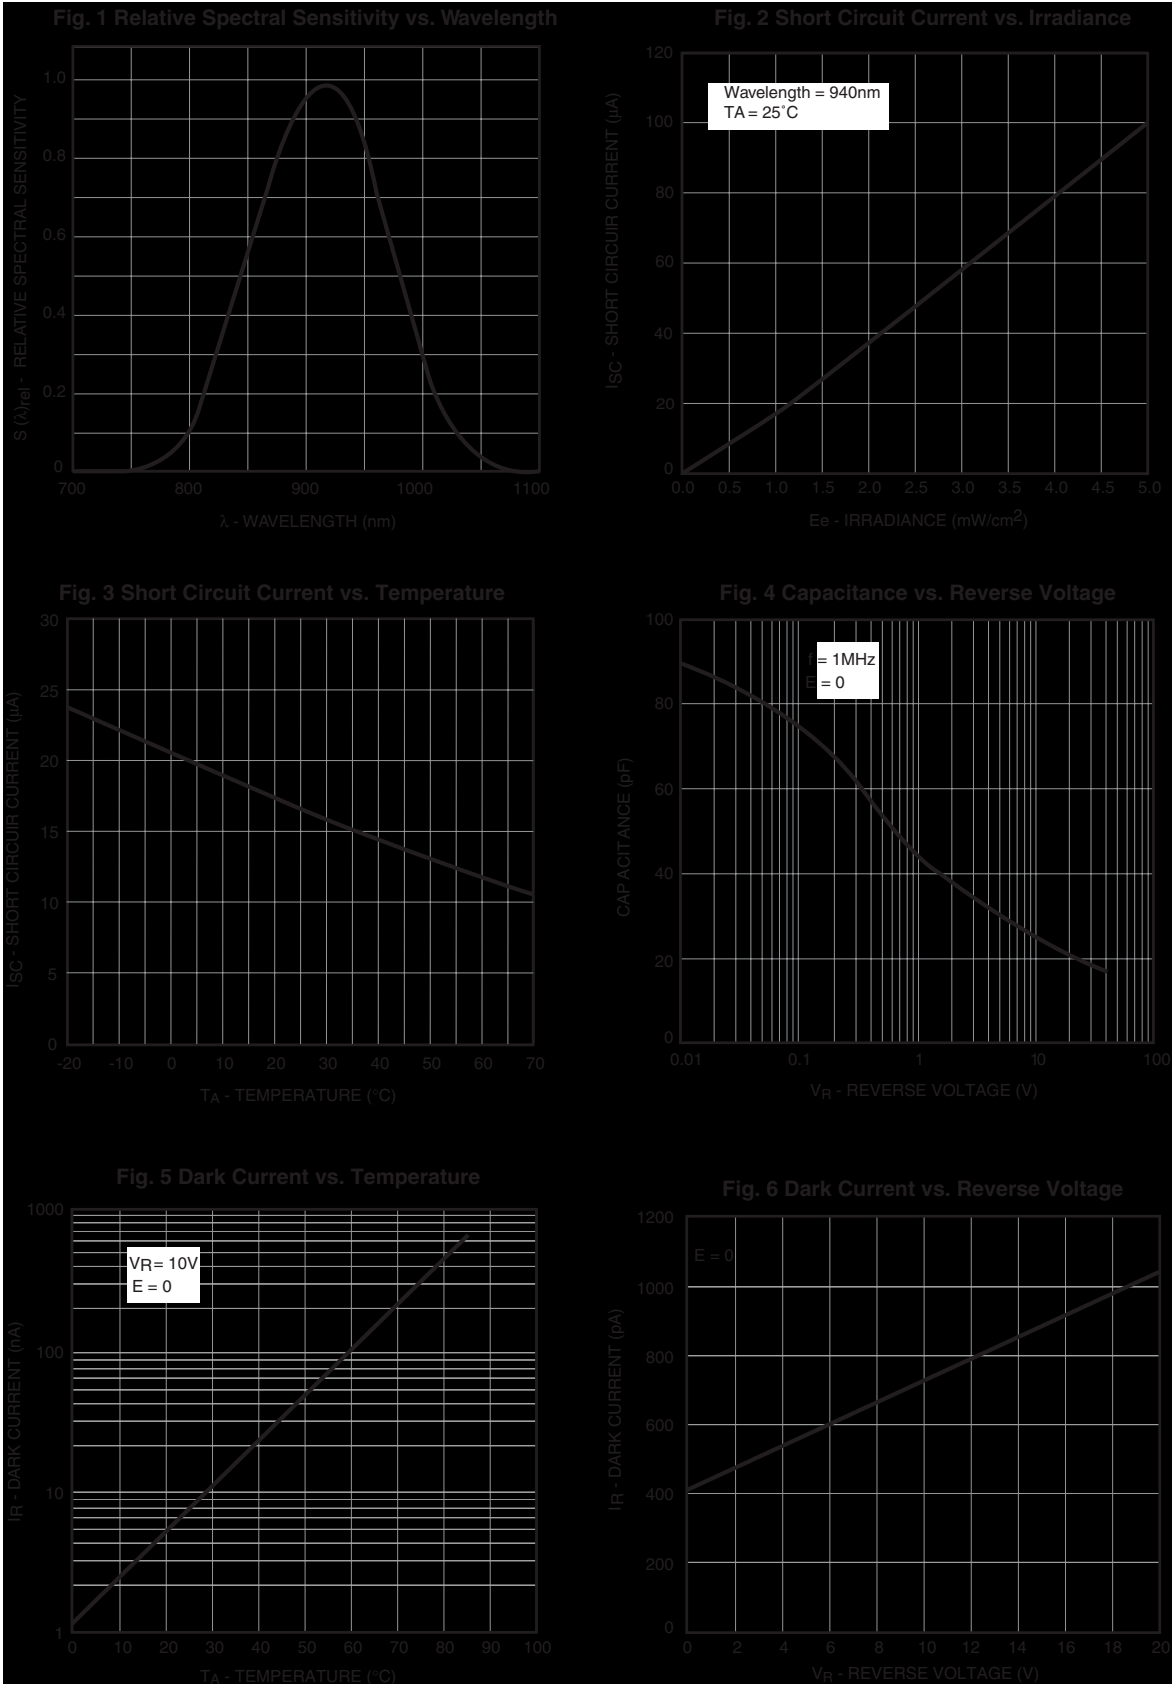 Fig. 1 Relative Spectral Sensitivity vs. Wavelength
S (λ)rel - RELATIVE SPECTRAL SENSITIVITY
1.0
0.8
0.6
0.4
0.2
0
700 800 900 1000 1100
λ - WAVELENGTH (nm)
Fig. 2 Short Circuit Current vs. Irradiance
Wavelength = 940nm
TA = 25˚C
ISC - SHORT CIRCUIR CURRENT (µA)
120
100
80
60
40
20
0
0.0 0.5 1.0 1.5 2.0 2.5 3.0 3.5 4.0 4.5 5.0
Ee - IRRADIANCE (mW/cm2)
Fig. 3 Short Circuit Current vs. Temperature
ISC - SHORT CIRCUIR CURRENT (µA)
30
25
20
15
10
5
0
-20 -10 0 10 20 30 40 50 60 70
TA - TEMPERATURE (°C)
Fig. 4 Capacitance vs. Reverse Voltage
f = 1MHz
E = 0
CAP ACITANCE (pF)
100
80
60
40
20
0
0.01 0.1 1 10 100
VR - REVERSE VOLTAGE (V)
Fig. 5 Dark Current vs. Temperature
VR = 10V
E = 0
IR - DARK CURRENT (nA)
1000
100
10
1
0 10 20 30 40 50 60 70 80 90 100
TA - TEMPERATURE (°C)
Fig. 6 Dark Current vs. Reverse Voltage
E = 0
IR - DARK CURRENT (pA)
1200
1000
800
600
400
200
0
0 2 4 6 8 10 12 14 16 18 20
VR - REVERSE VOLTAGE (V)